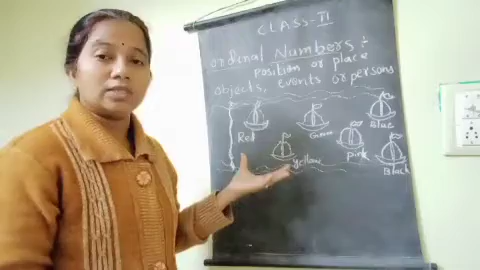 CLASS-II
Ordinal Numbers :-
Position or place
objects, events or persons
Red
Yellow
Green
Pink
Blue
Black